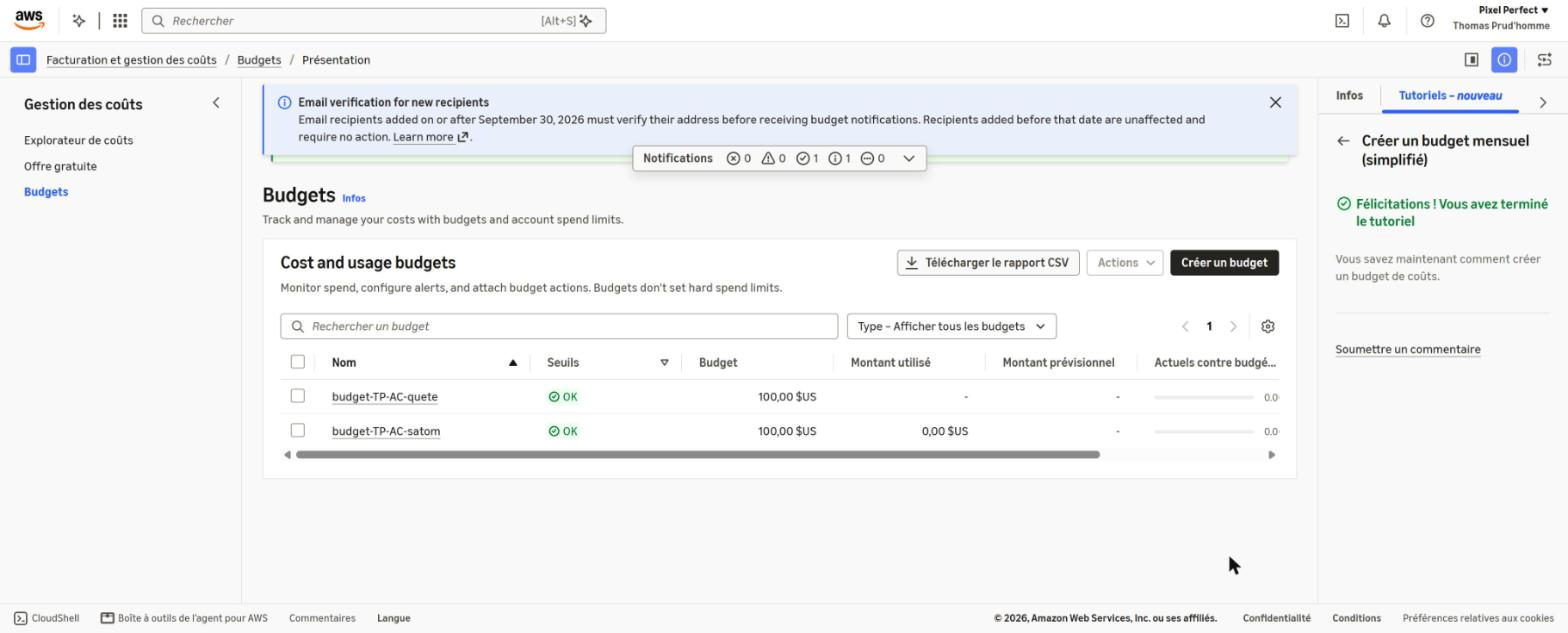 aws
Rechercher
[Alt+S]
Pixel Perfect
Thomas Prud'homme
Facturation et gestion des coûts / Budgets / Présentation
Gestion des coûts
Explorateur de coûts
Offre gratuite
Budgets
Email verification for new recipients
Email recipients added on or after September 30, 2026 must verify their address before receiving budget notifications. Recipients added before that date are unaffected and
require no action. Learn more.
Notifications 0 0 1 1 0
Budgets Infos
Track and manage your costs with budgets and account spend limits.
Cost and usage budgets
Télécharger le rapport CSV
Actions
Créer un budget
Monitor spend, configure alerts, and attach budget actions. Budgets don't set hard spend limits.
Rechercher un budget
Type – Afficher tous les budgets
1
Nom Seuils Budget Montant utilisé Montant prévisionnel Actuels contre budgé...
budget-TP-AC-quete OK 100,00 $US - - 0.0
budget-TP-AC-satom OK 100,00 $US 0,00 $US - 0.0
Infos
Tutoriels – nouveau
Créer un budget mensuel
(simplifié)
Félicitations ! Vous avez terminé
le tutoriel
Vous savez maintenant comment créer
un budget de coûts.
Soumettre un commentaire
CloudShell
Boîte à outils de l'agent pour AWS
Commentaires
Langue
© 2026, Amazon Web Services, Inc. ou ses affiliés.
Confidentialité
Conditions
Préférences relatives aux cookies